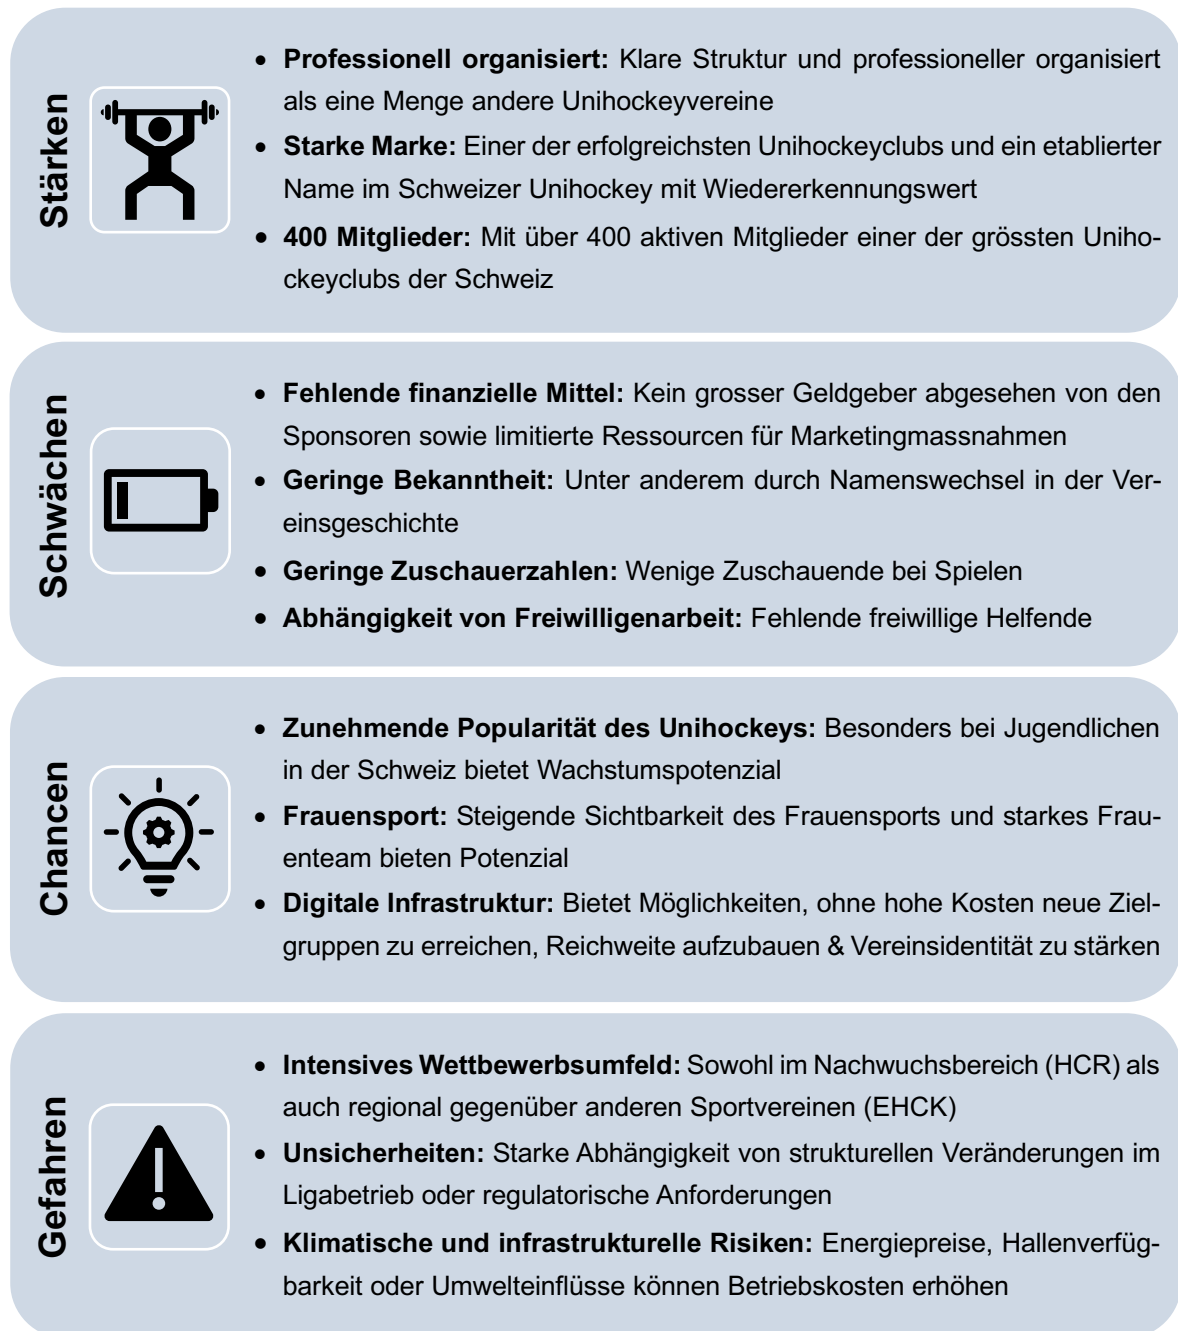 Stärken
• Professionell organisiert: Klare Struktur und professioneller organisiert
als eine Menge andere Unihockeyvereine
• Starke Marke: Einer der erfolgreichsten Unihockeyclubs und ein etablierter
Name im Schweizer Unihockey mit Wiedererkennungswert
• 400 Mitglieder: Mit über 400 aktiven Mitglieder einer der grössten Uniho-
ckeyclubs der Schweiz
Schwächen
• Fehlende finanzielle Mittel: Kein grosser Geldgeber abgesehen von den
Sponsoren sowie limitierte Ressourcen für Marketingmassnahmen
• Geringe Bekanntheit: Unter anderem durch Namenswechsel in der Ver-
einsgeschichte
• Geringe Zuschauerzahlen: Wenige Zuschauende bei Spielen
• Abhängigkeit von Freiwilligenarbeit: Fehlende freiwillige Helfende
Chancen
• Zunehmende Popularität des Unihockeys: Besonders bei Jugendlichen
in der Schweiz bietet Wachstumspotenzial
• Frauensport: Steigende Sichtbarkeit des Frauensports und starkes Frau-
enteam bieten Potenzial
• Digitale Infrastruktur: Bietet Möglichkeiten, ohne hohe Kosten neue Ziel-
gruppen zu erreichen, Reichweite aufzubauen & Vereinsidentität zu stärken
Gefahren
• Intensives Wettbewerbsumfeld: Sowohl im Nachwuchsbereich (HCR) als
auch regional gegenüber anderen Sportvereinen (EHCK)
• Unsicherheiten: Starke Abhängigkeit von strukturellen Veränderungen im
Ligabetrieb oder regulatorische Anforderungen
• Klimatische und infrastrukturelle Risiken: Energiepreise, Hallenverfüg-
barkeit oder Umwelteinflüsse können Betriebskosten erhöhen